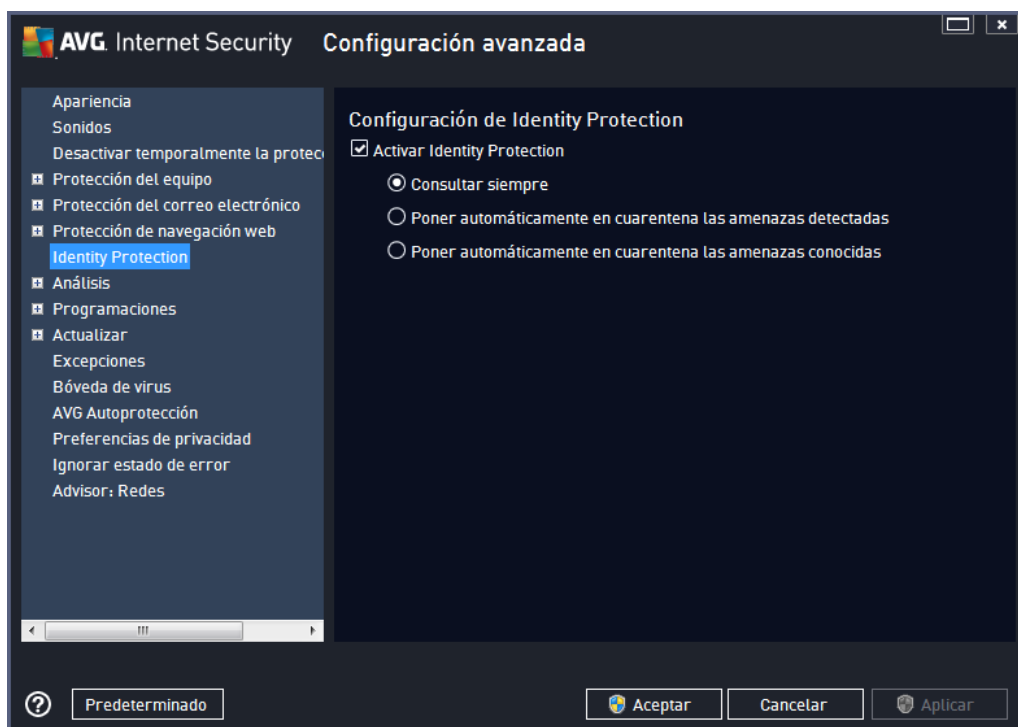 AVG. Internet Security Configuración avanzada
Apariencia
Sonidos
Desactivar temporalmente la protec
Protección del equipo
Protección del correo electrónico
Protección de navegación web
Identity Protection
Análisis
Programaciones
Actualizar
Excepciones
Bóveda de virus
AVG Autoprotección
Preferencias de privacidad
Ignorar estado de error
Advisor: Redes
Configuración de Identity Protection
Activar Identity Protection
Consultar siempre
Poner automáticamente en cuarentena las amenazas detectadas
Poner automáticamente en cuarentena las amenazas conocidas
Predeterminado
Aceptar
Cancelar
Aplicar